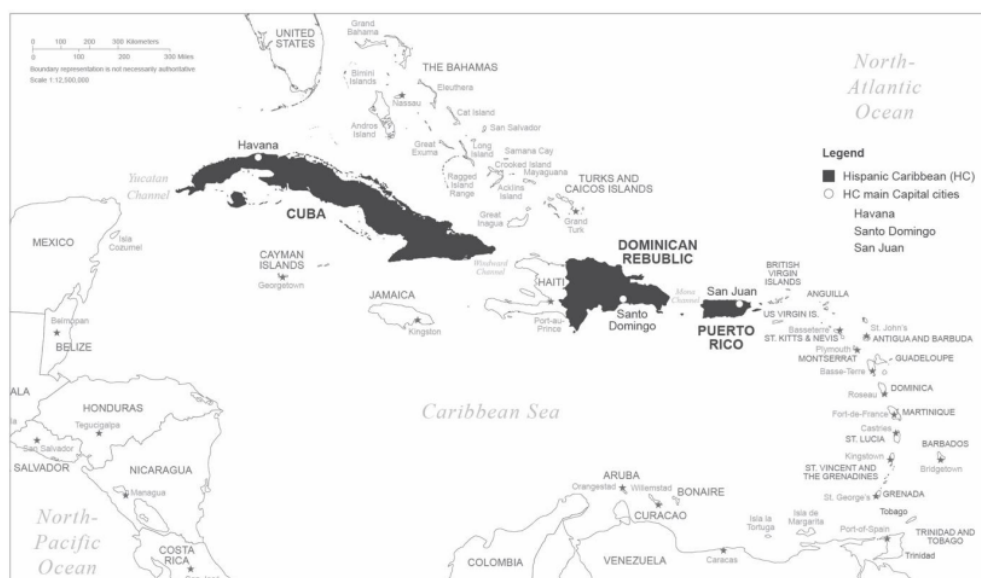 0 100 200 300 Kilometers
0 100 200 300 Miles
Boundary representation is not necessarily authoritative
Scale 1:12,500,000
UNITED
STATES
Grand
Bahama
THE BAHAMAS
Bimini
Islands
Eleuthera
Nassau
Cat Island
Andros
Island
San Salvador
Great
Exuma
Long
Island
Samana Cay
Crooked Island
Mayaguana
Ragged
Island
Range
Acklins
Island
TURKS AND
CAICOS ISLANDS
Great
Inagua
Grand
Turk
North-
Atlantic
Ocean
Legend
Hispanic Caribbean (HC)
HC main Capital cities
Havana
Santo Domingo
San Juan
Havana
Yucatan
Channel
CUBA
MEXICO
Isla
Cozumel
CAYMAN
ISLANDS
Georgetown
Windward
Channel
JAMAICA
Kingston
HAITI
Port-au-
Prince
DOMINICAN
REPUBLIC
Santo
Domingo
Mona
Channel
San Juan
PUERTO
RICO
BRITISH
VIRGIN
ISLANDS
US VIRGIN IS.
ANGUILLA
Basseterre
ST. KITTS & NEVIS
St. John's
ANTIGUA AND BARBUDA
Plymouth
MONTSERRAT
GUADELOUPE
Basse-Terre
DOMINICA
Roseau
Fort-de-France
MARTINIQUE
Castries
ST. LUCIA
BARBADOS
Bridgetown
Kingstown
ST. VINCENT AND
THE GRENADINES
St. George's
GRENADA
Tobago
Port-of-Spain
TRINIDAD AND
TOBAGO
Trinidad
Belmopan
BELIZE
ALA
HONDURAS
Tegucigalpa
San Salvador
SALVADOR
NICARAGUA
Managua
Caribbean Sea
ARUBA
Orangestad
Willemstad
BONAIRE
CURACAO
Isla la
Tortuga
Isla de
Margarita
North-
Pacific
Ocean
COSTA
RICA
COLOMBIA
VENEZUELA
Caracas